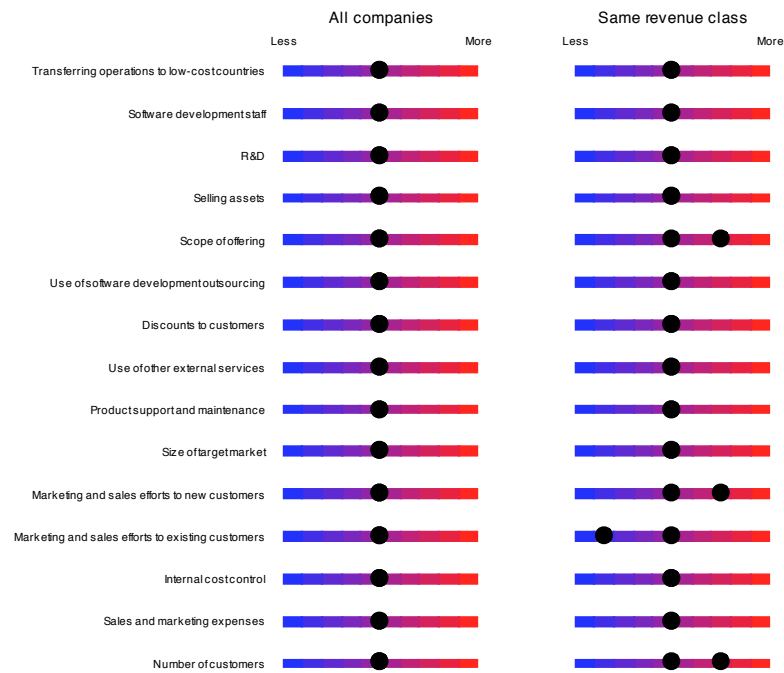 All companies Same revenue class
Less More Less More
Transferring operations to low-cost countries
Software development staff
R&D
Selling assets
Scope of offering
Use of software development outsourcing
Discounts to customers
Use of other external services
Product support and maintenance
Size of target market
Marketing and sales efforts to new customers
Marketing and sales efforts to existing customers
Internal cost control
Sales and marketing expenses
Number of customers